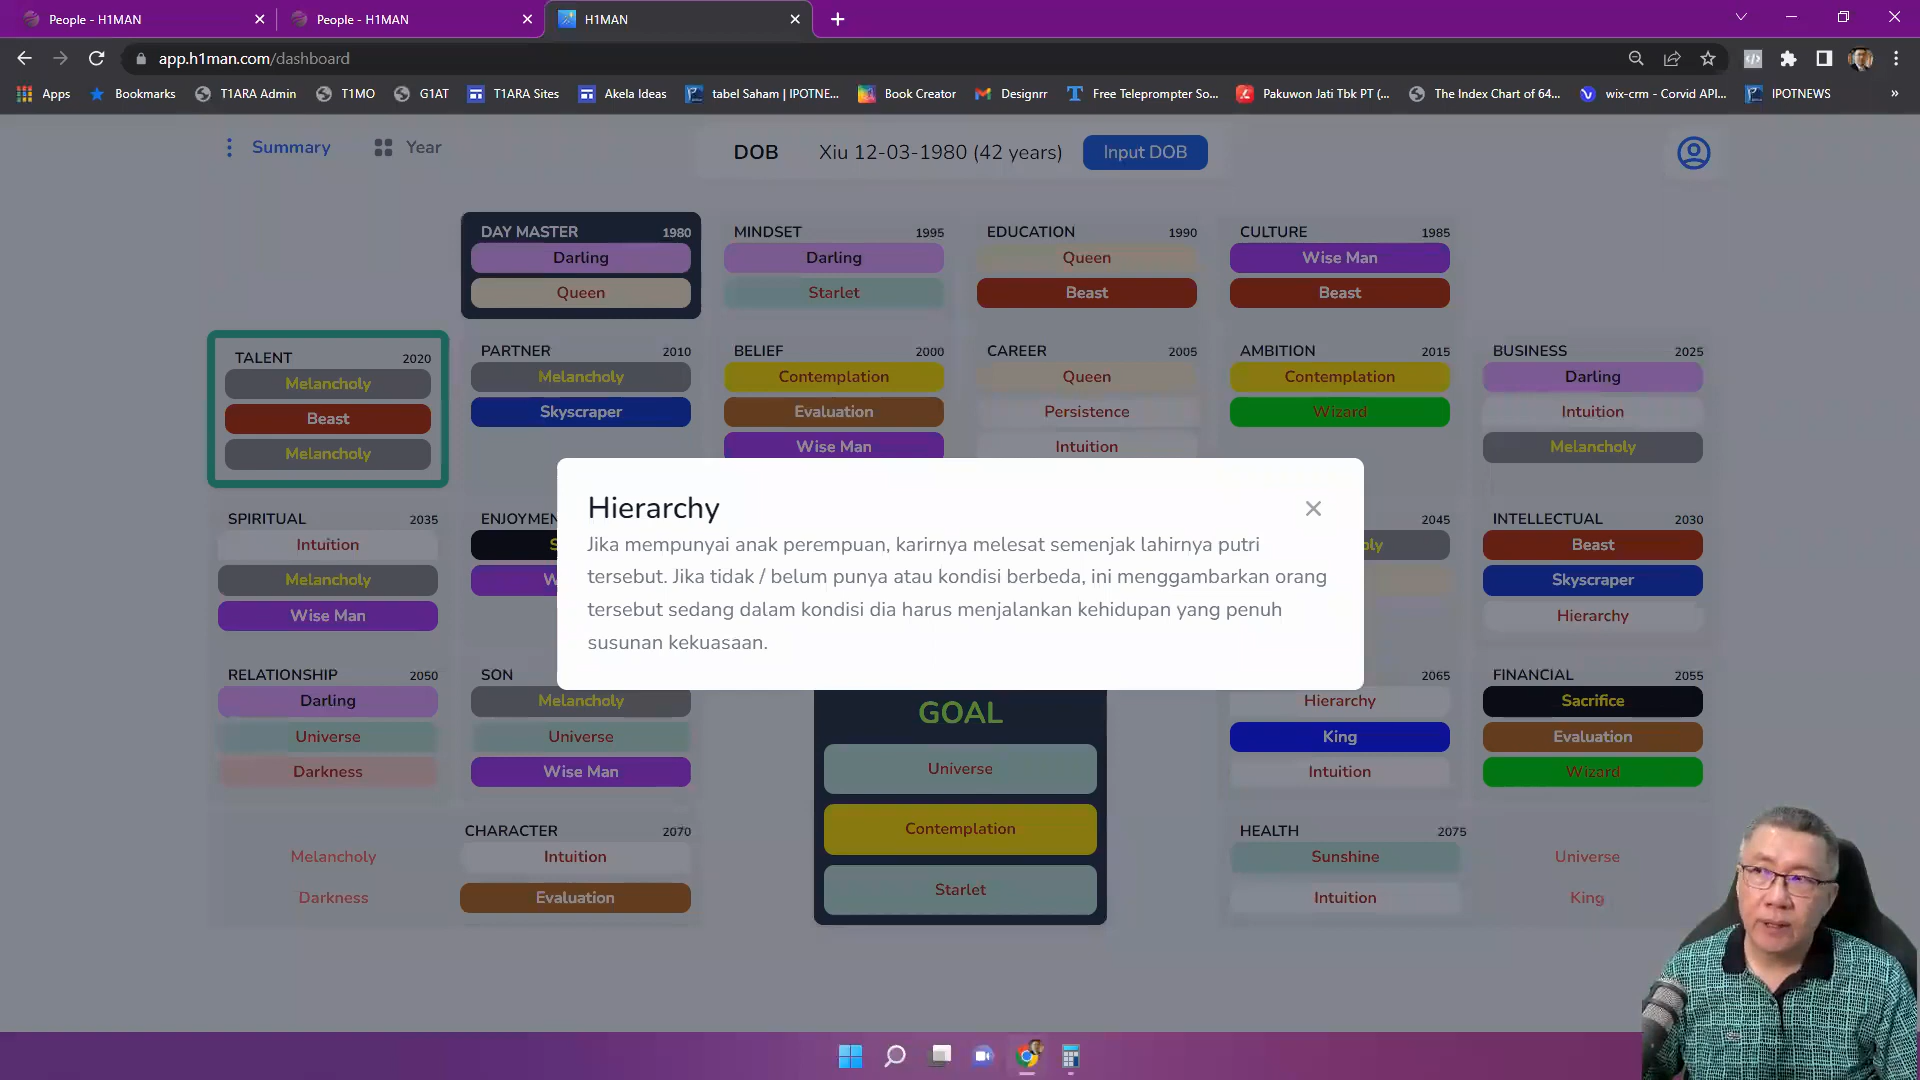 People - H1MAN
People - H1MAN
H1MAN
app.h1man.com/dashboard
Apps
Bookmarks
T1ARA Admin
T1MO
G1AT
T1ARA Sites
Akela Ideas
tabel Saham | IPOTNE...
Book Creator
Designrr
Free Teleprompter So...
Pakuwon Jati Tbk PT (...
The Index Chart of 64...
wix-crm - Corvid API...
IPOTNEWS
»
Summary
Year
DOB
Xiu 12-03-1980 (42 years)
Input DOB
DAY MASTER 1980
Darling
Queen
MINDSET 1995
Darling
Starlet
EDUCATION 1990
Queen
Beast
CULTURE 1985
Wise Man
Beast
TALENT 2020
Melancholy
Beast
Melancholy
PARTNER 2010
Melancholy
Skyscraper
BELIEF 2000
Contemplation
Evaluation
Wise Man
CAREER 2005
Queen
Persistence
Intuition
AMBITION 2015
Contemplation
Wizard
BUSINESS 2025
Darling
Intuition
Melancholy
Hierarchy
Jika mempunyai anak perempuan, karirnya melesat semenjak lahirnya putri
tersebut. Jika tidak / belum punya atau kondisi berbeda, ini menggambarkan orang
tersebut sedang dalam kondisi dia harus menjalankan kehidupan yang penuh
susunan kekuasaan.
SPIRITUAL 2035
Intuition
Melancholy
Wise Man
ENJOYMEN
S
W
2045
oly
INTELLECTUAL 2030
Beast
Skyscraper
Hierarchy
RELATIONSHIP 2050
Darling
Universe
Darkness
SON
Melancholy
Universe
Wise Man
GOAL
Universe
Contemplation
Starlet
2065
Hierarchy
King
Intuition
FINANCIAL 2055
Sacrifice
Evaluation
Wizard
Melancholy
Darkness
CHARACTER 2070
Intuition
Evaluation
HEALTH 2075
Sunshine
Intuition
Universe
King